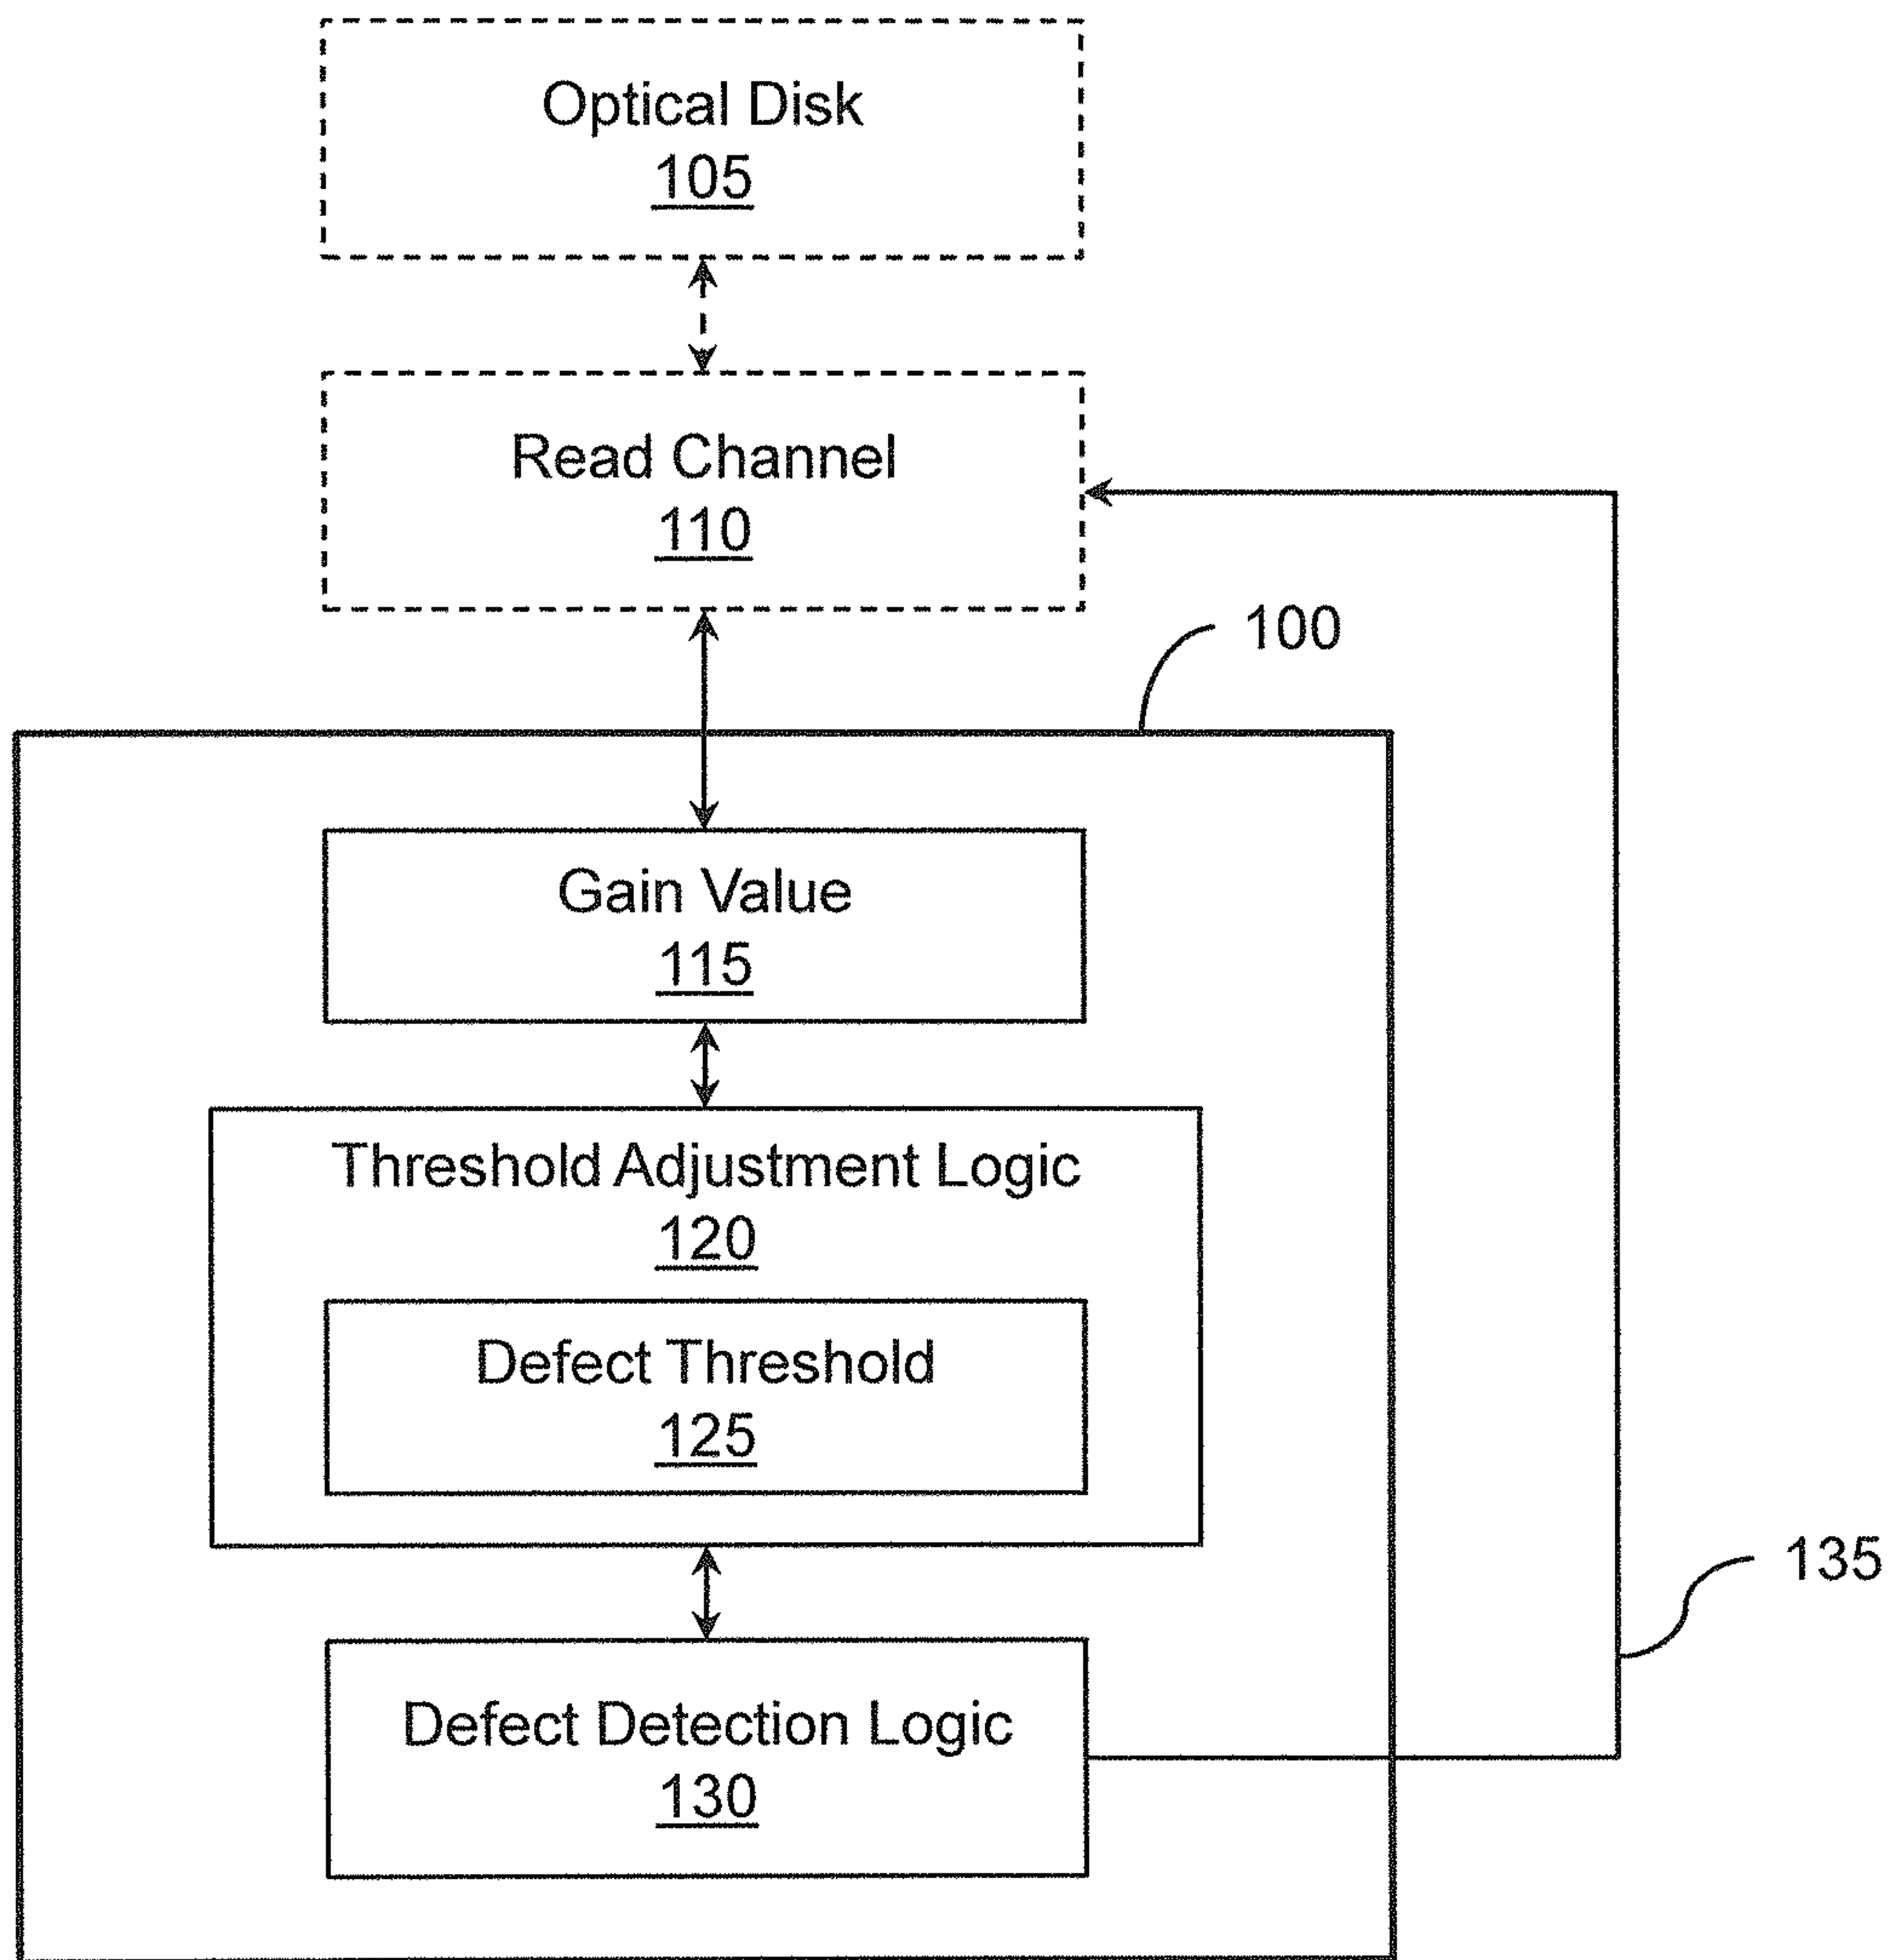 Optical Disk
105
Read Channel
110
100
Gain Value
115
Threshold Adjustment Logic
120
Defect Threshold
125
135
Defect Detection Logic
130